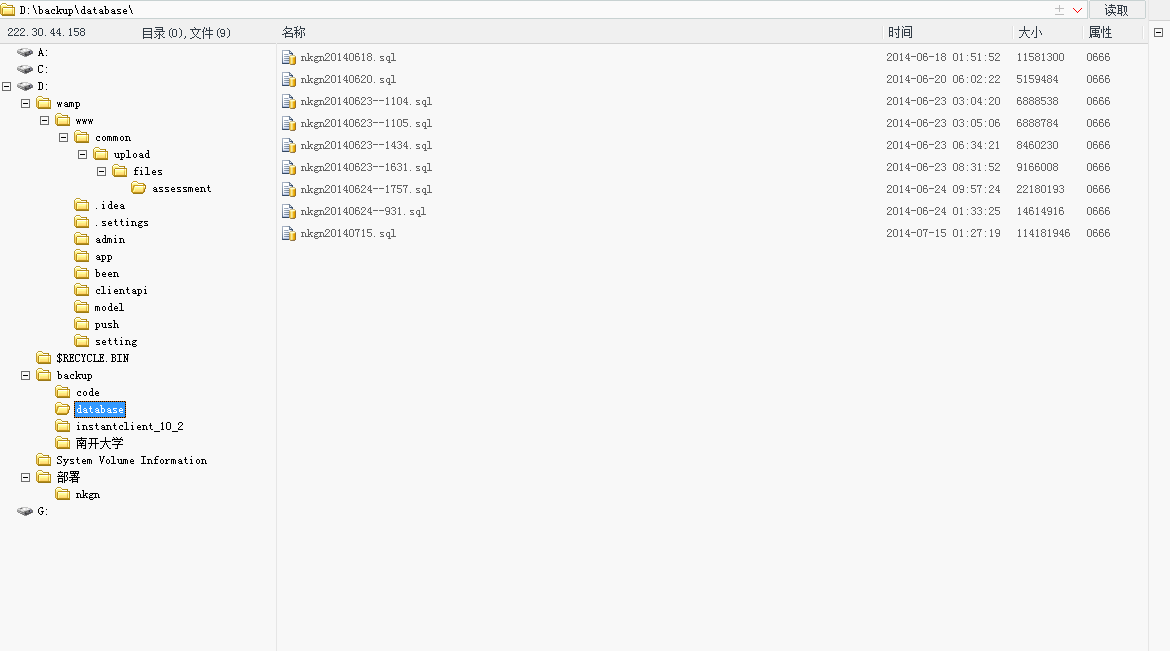 D:\backup\database\
读取
222.30.44.158 目录(0),文件(9)
名称 时间 大小 属性
A:
C:
D:
wamp
www
common
upload
files
assessment
.idea
.settings
admin
app
been
clientapi
model
push
setting
$RECYCLE.BIN
backup
code
database
instantclient_10_2
南开大学
System Volume Information
部署
nkgn
G:
nkgn20140618.sql 2014-06-18 01:51:52 11581300 0666
nkgn20140620.sql 2014-06-20 06:02:22 5159484 0666
nkgn20140623--1104.sql 2014-06-23 03:04:20 6888538 0666
nkgn20140623--1105.sql 2014-06-23 03:05:06 6888784 0666
nkgn20140623--1434.sql 2014-06-23 06:34:21 8460230 0666
nkgn20140623--1631.sql 2014-06-23 08:31:52 9166008 0666
nkgn20140624--1757.sql 2014-06-24 09:57:24 22180193 0666
nkgn20140624--931.sql 2014-06-24 01:33:25 14614916 0666
nkgn20140715.sql 2014-07-15 01:27:19 114181946 0666